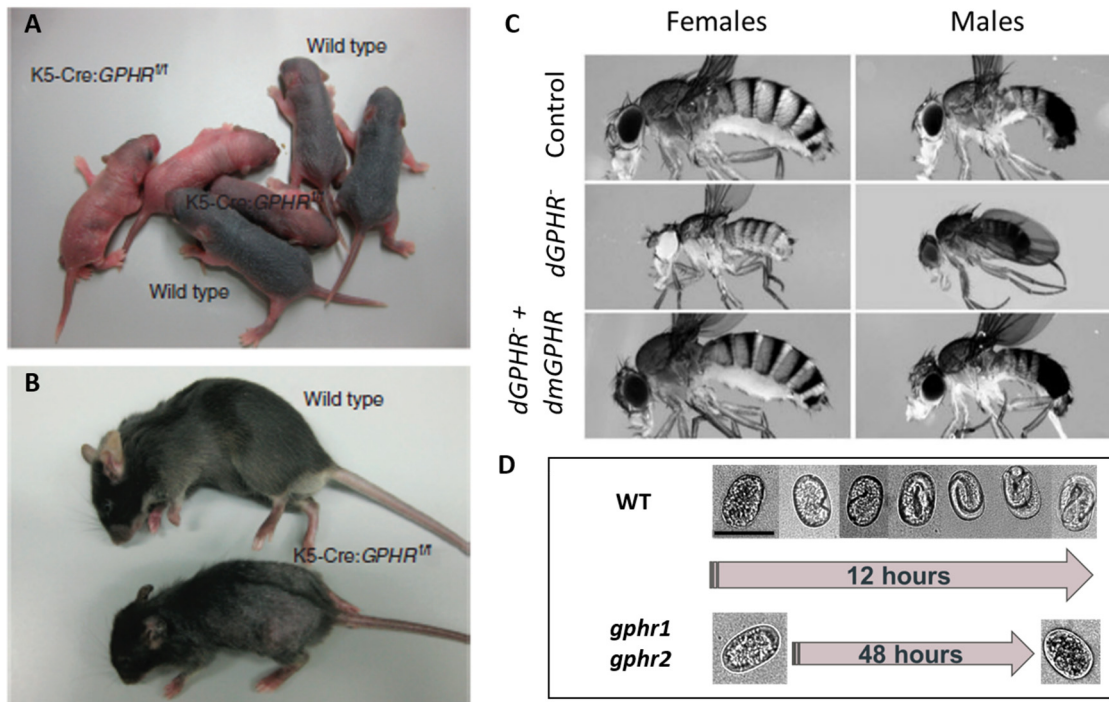 A
Wild type
K5-Cre:GPHR^f/f
K5-Cre:GPHR^f/f
Wild type
B
Wild type
K5-Cre:GPHR^f/f
C
Females
Males
Control
dGPHR-
dGPHR- +
dmGPHR
D
WT
12 hours
gphr1
gphr2
48 hours